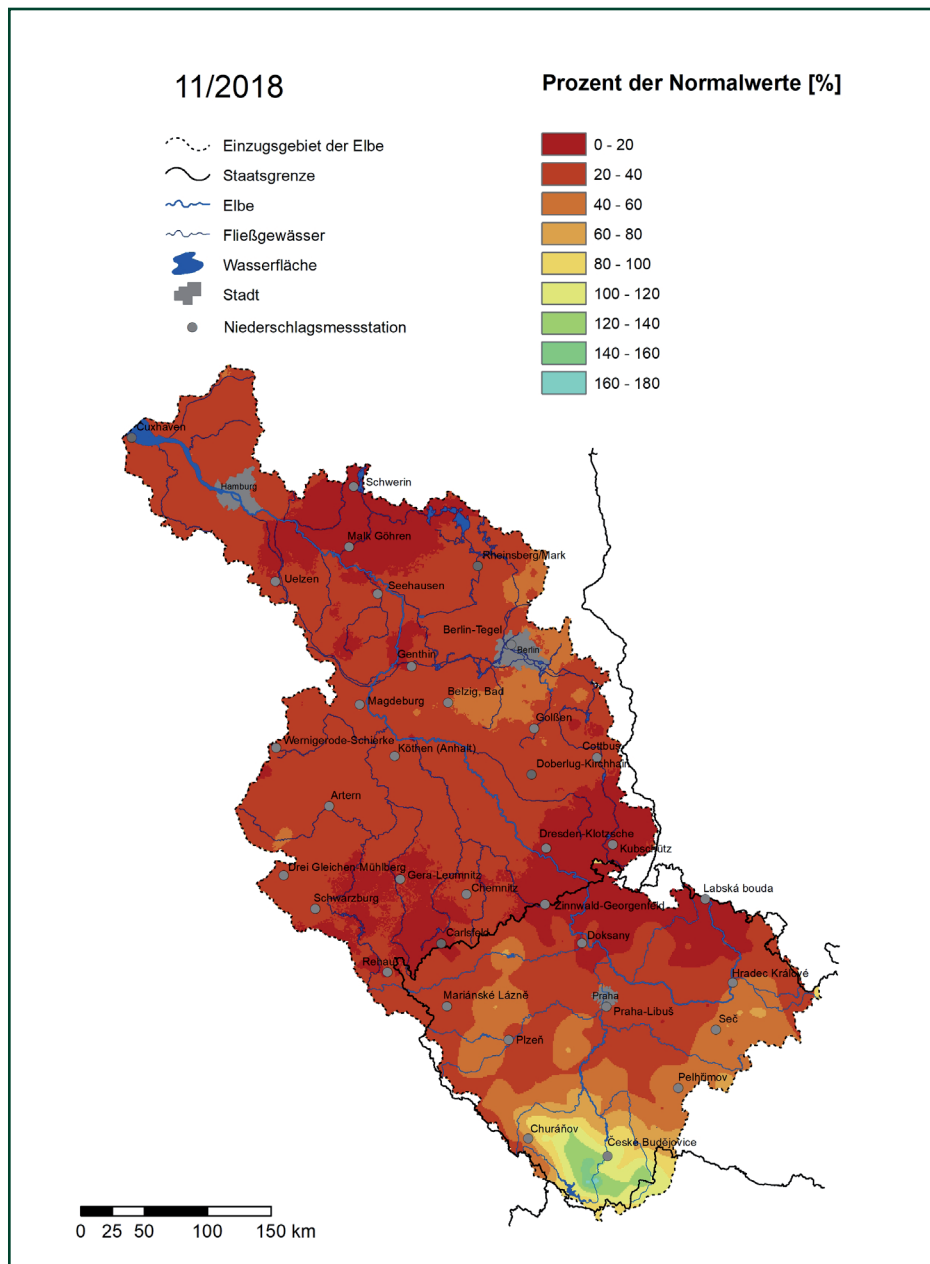 11/2018
Prozent der Normalwerte [%]
Einzugsgebiet der Elbe
Staatsgrenze
Elbe
Fließgewässer
Wasserfläche
Stadt
Niederschlagsmessstation
0 - 20
20 - 40
40 - 60
60 - 80
80 - 100
100 - 120
120 - 140
140 - 160
160 - 180
Cuxhaven
Hamburg
Schwerin
Malk Göhren
Rheinsberg/Mark
Uelzen
Seehausen
Berlin-Tegel
Berlin
Genthin
Magdeburg
Belzig, Bad
Golßen
Wernigerode-Schierke
Köthen (Anhalt)
Cottbus
Doberlug-Kirchhain
Artern
Dresden-Klotzsche
Kubschütz
Drei Gleichen-Mühlberg
Gera-Leumnitz
Chemnitz
Labská bouda
Schwarzburg
Zinnwald-Georgenfeld
Carlsfeld
Doksany
Rehau
Hradec Králové
Mariánské Lázně
Praha
Praha-Libuš
Seč
Plzeň
Pelhřimov
Churáňov
České Budějovice
0 25 50 100 150 km